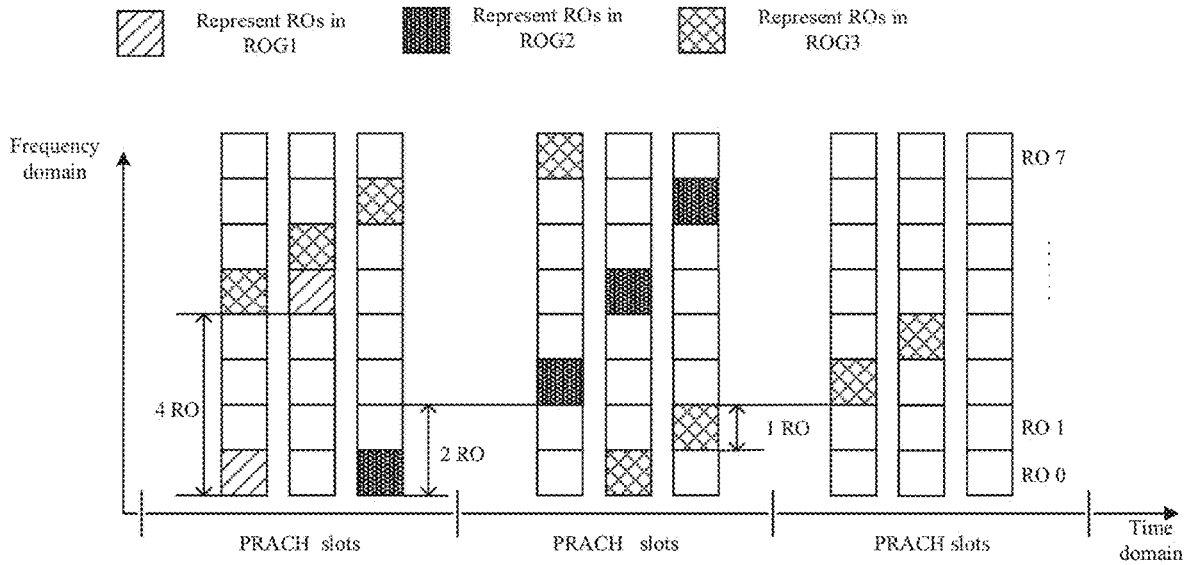 Represent ROs in
ROG1
Represent ROs in
ROG2
Represent ROs in
ROG3
Frequency
domain
RO 7
4 RO
2 RO
1 RO
RO 1
RO 0
PRACH slots
PRACH slots
PRACH slots
Time
domain